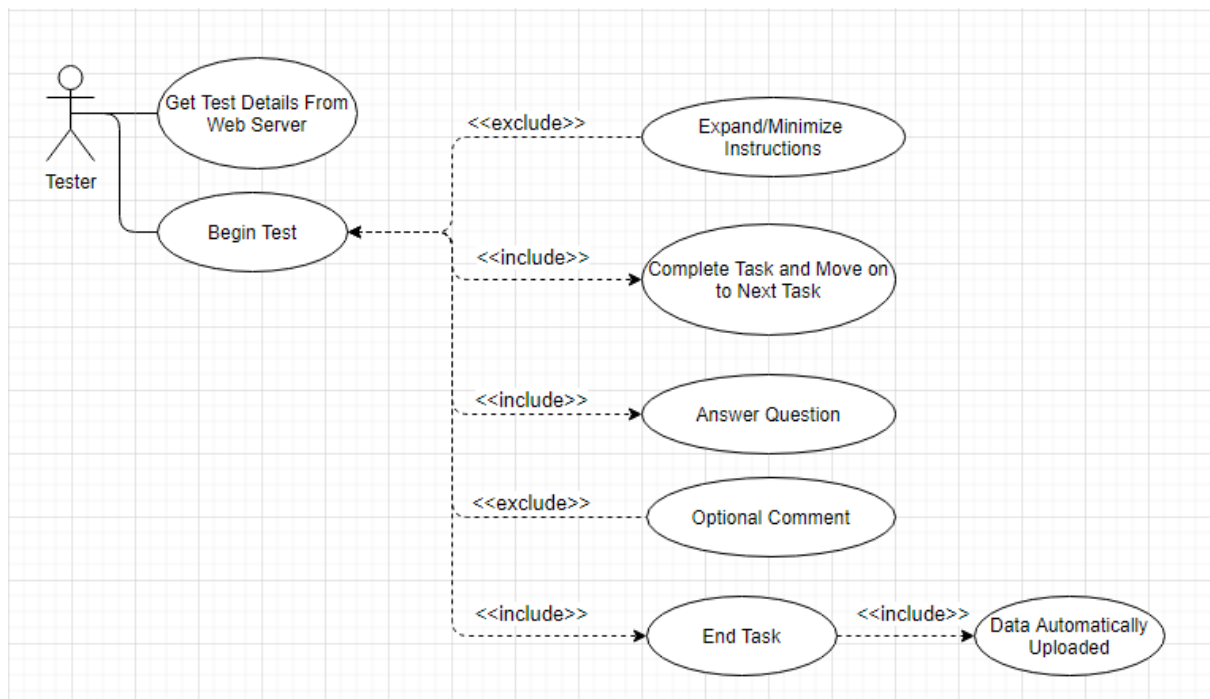 Get Test Details From
Web Server
Tester
Begin Test
<<exclude>>
Expand/Minimize
Instructions
<<include>>
Complete Task and Move on
to Next Task
<<include>>
Answer Question
<<exclude>>
Optional Comment
<<include>>
End Task
<<include>>
Data Automatically
Uploaded